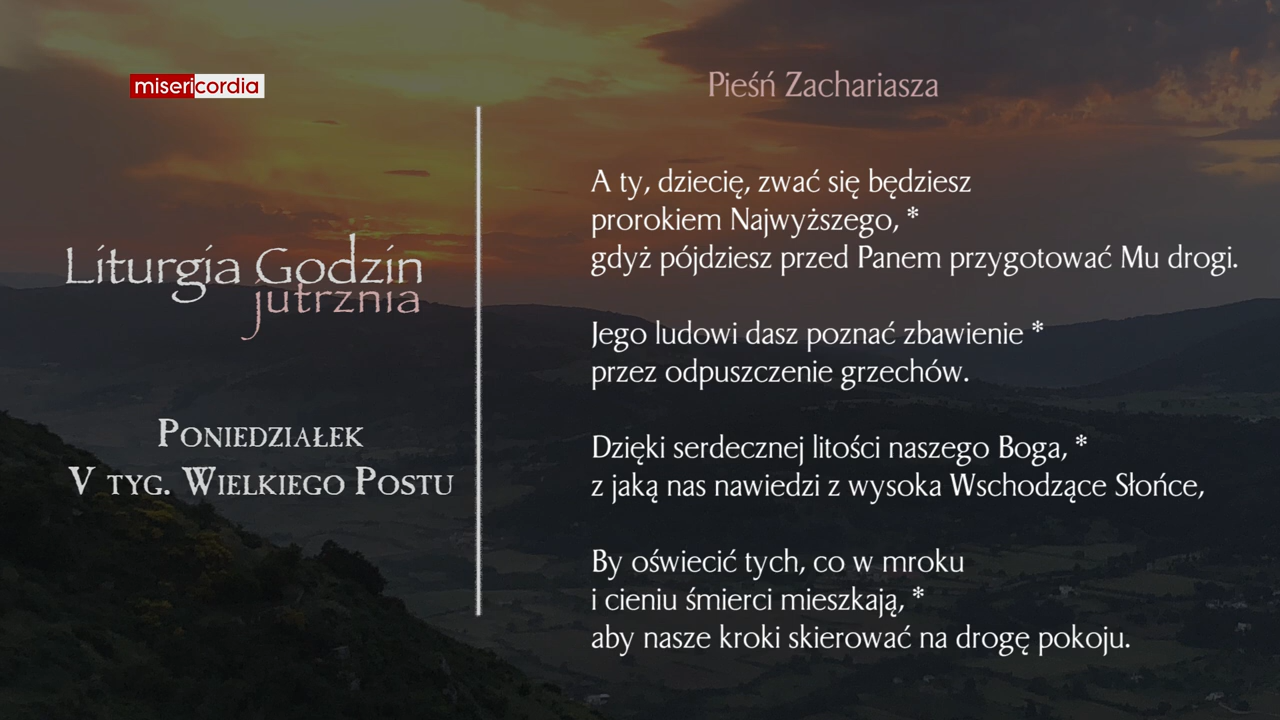 misericordia
Liturgia Godzin
jutrznia
Poniedziałek
V tyg. Wielkiego Postu
Pieśń Zachariasza
A ty, dziecię, zwać się będziesz
prorokiem Najwyższego, *
gdyż pójdziesz przed Panem przygotować Mu drogi.
Jego ludowi dasz poznać zbawienie *
przez odpuszczenie grzechów.
Dzięki serdecznej litości naszego Boga, *
z jaką nas nawiedzi z wysoka Wschodzące Słońce,
By oświecić tych, co w mroku
i cieniu śmierci mieszkają, *
aby nasze kroki skierować na drogę pokoju.